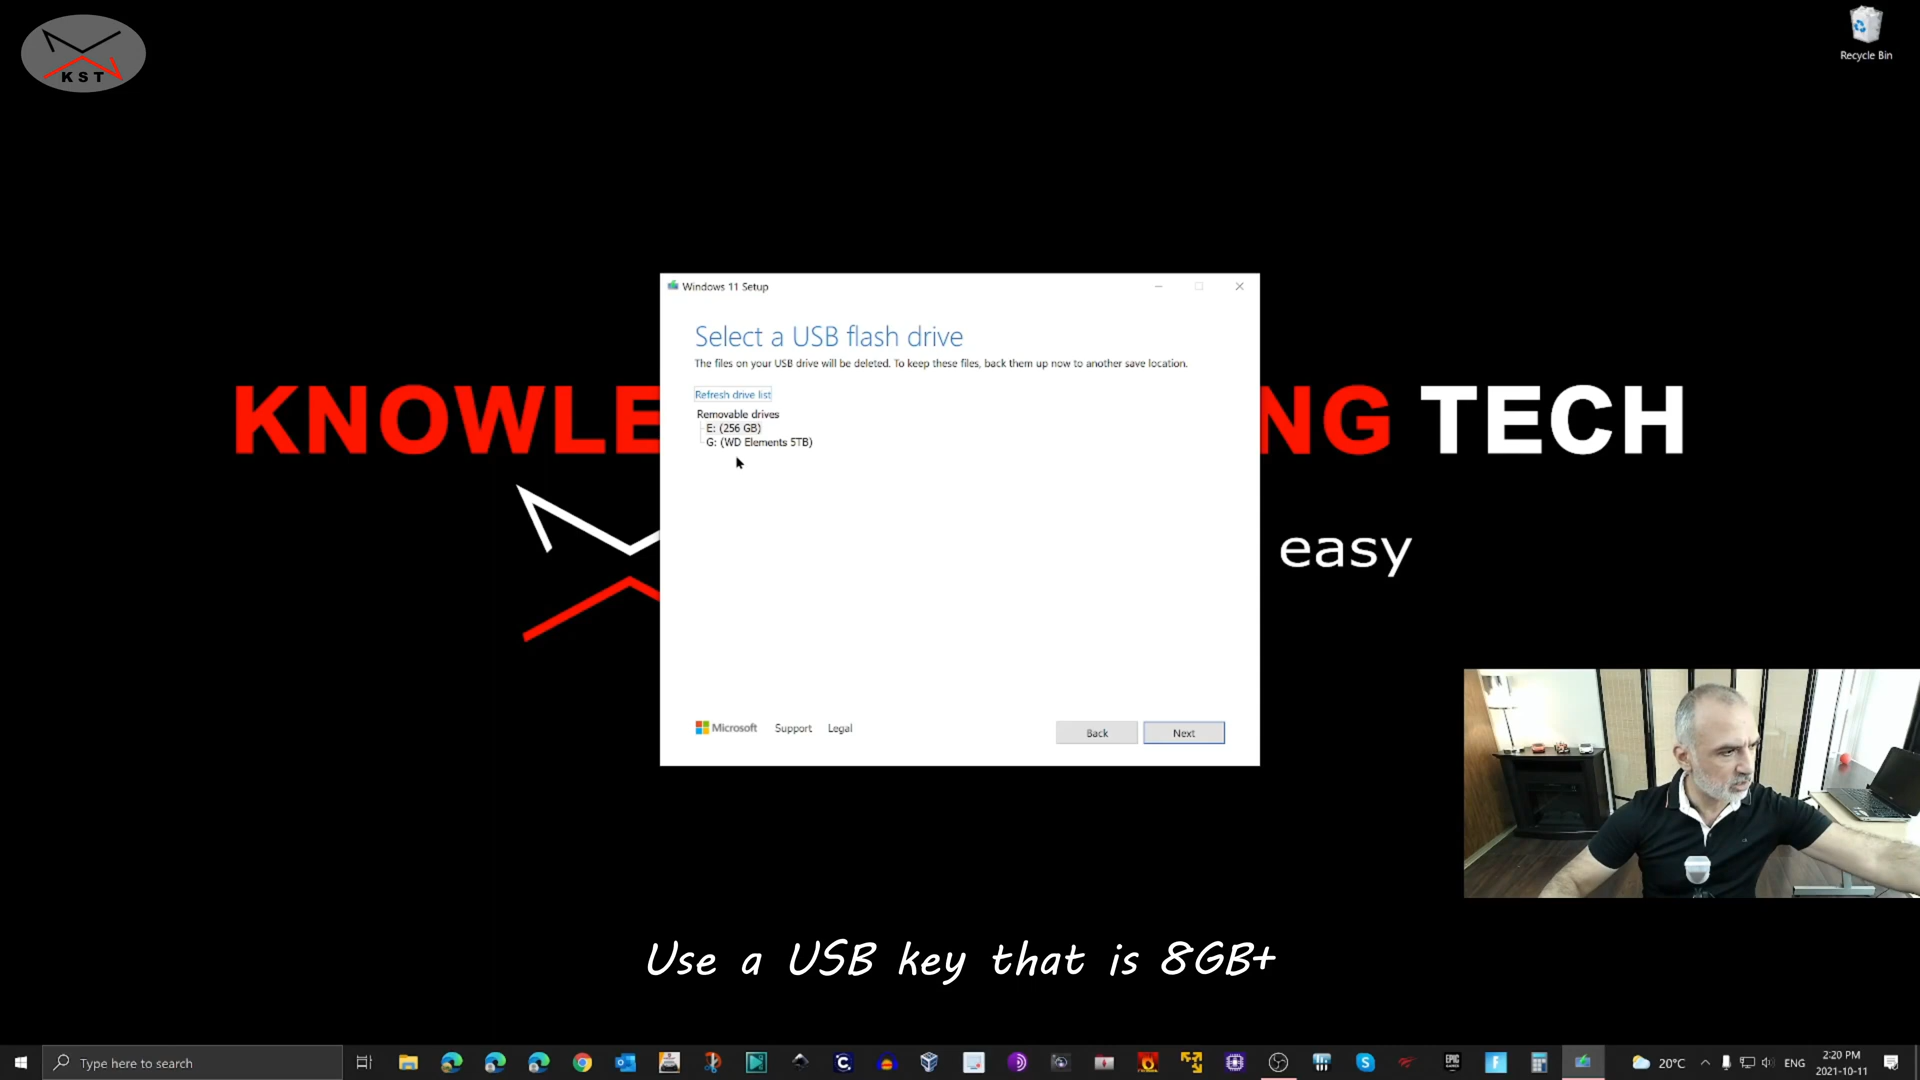 KST
Recycle Bin
Windows 11 Setup
Select a USB flash drive
The files on your USB drive will be deleted. To keep these files, back them up now to another save location.
Refresh drive list
Removable drives
E: (256 GB)
G: (WD Elements 5TB)
KNOWLE NG TECH
easy
Microsoft Support Legal
Back Next
Use a USB key that is 8GB+
Type here to search
20°C
ENG
2:20 PM
2021-10-11